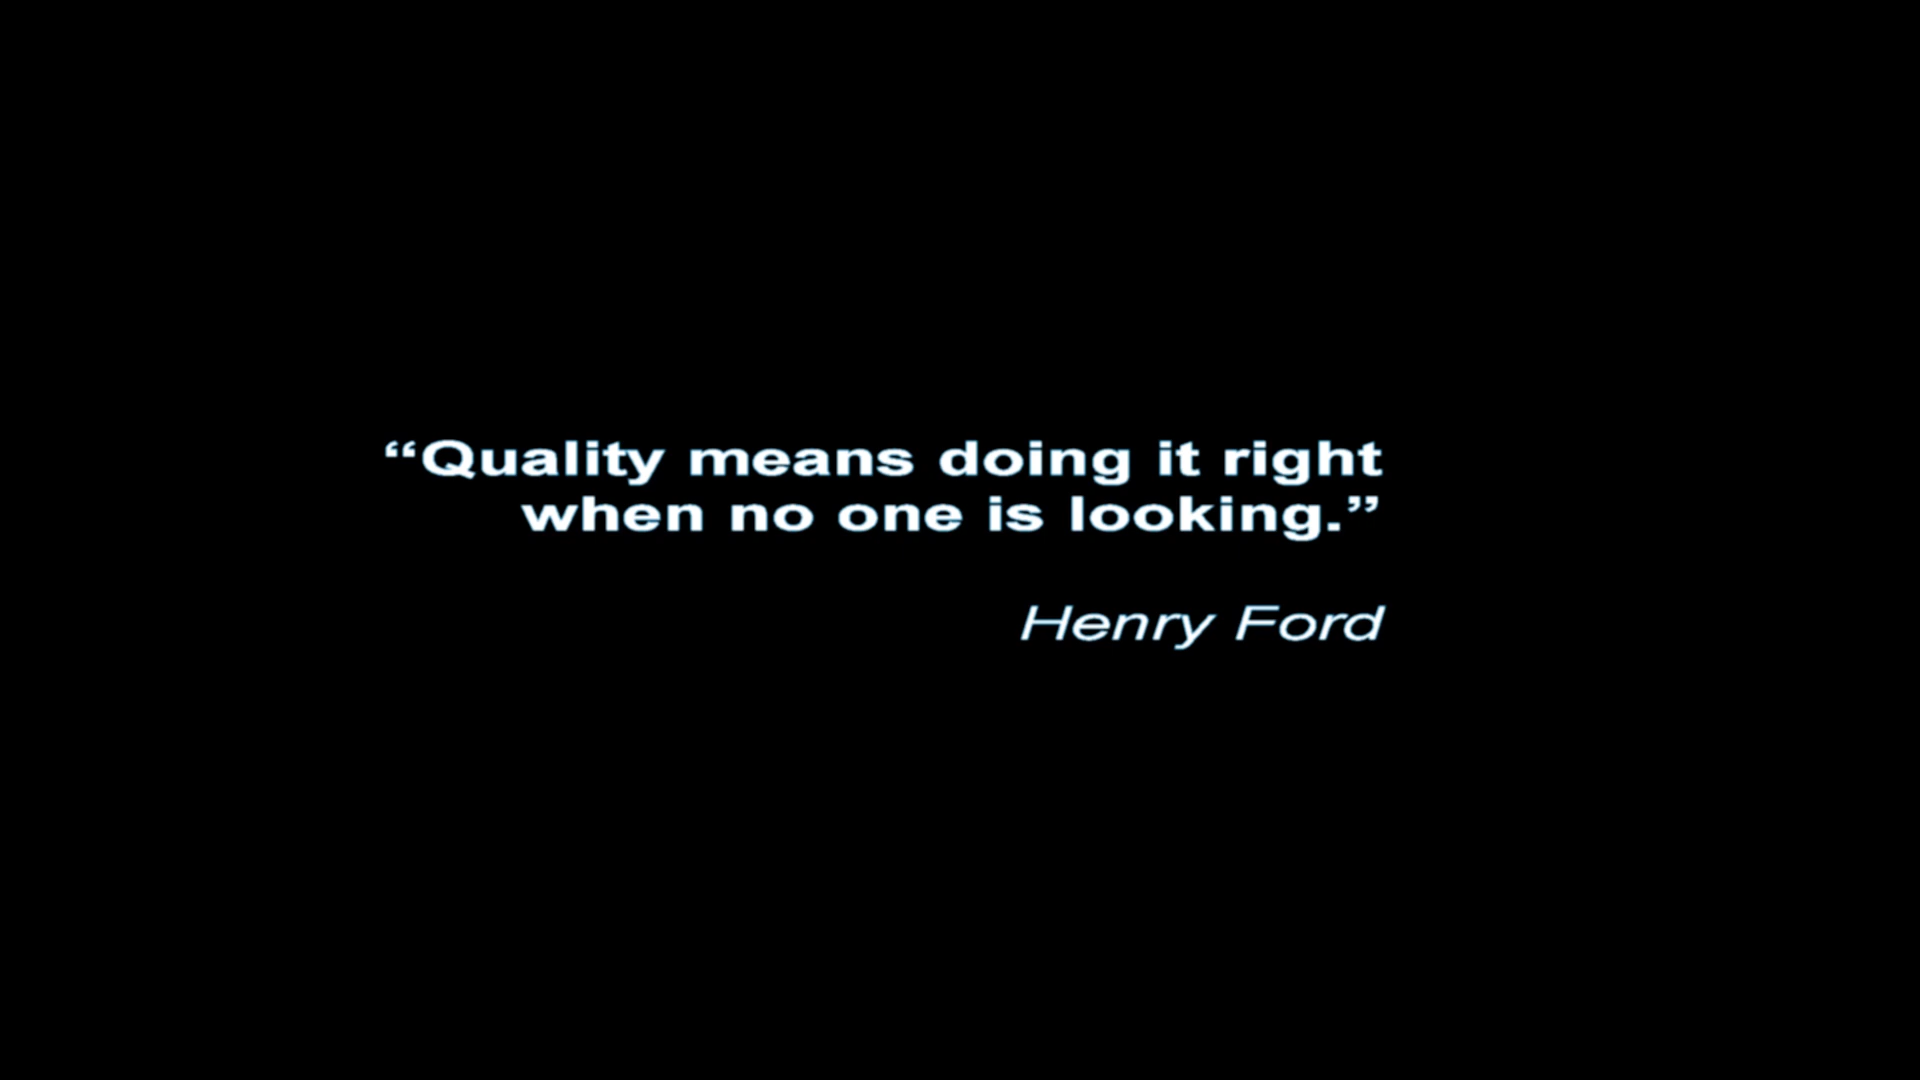 “Quality means doing it right
when no one is looking.”
Henry Ford